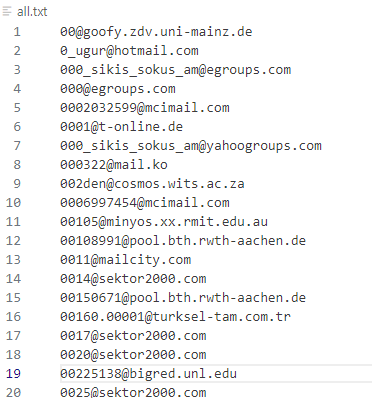 all.txt
1 00@goofy.zdv.uni-mainz.de
2 0_ugur@hotmail.com
3 000_sikis_sokus_am@egroups.com
4 000@egroups.com
5 0002032599@mcimail.com
6 0001@t-online.de
7 000_sikis_sokus_am@yahoogroups.com
8 000322@mail.ko
9 002den@cosmos.wits.ac.za
10 0006997454@mcimail.com
11 00105@minyos.xx.rmit.edu.au
12 00108991@pool.bth.rwth-aachen.de
13 0011@mailcity.com
14 0014@sektor2000.com
15 00150671@pool.bth.rwth-aachen.de
16 00160.00001@turksel-tam.com.tr
17 0017@sektor2000.com
18 0020@sektor2000.com
19 00225138@bigred.unl.edu
20 0025@sektor2000.com